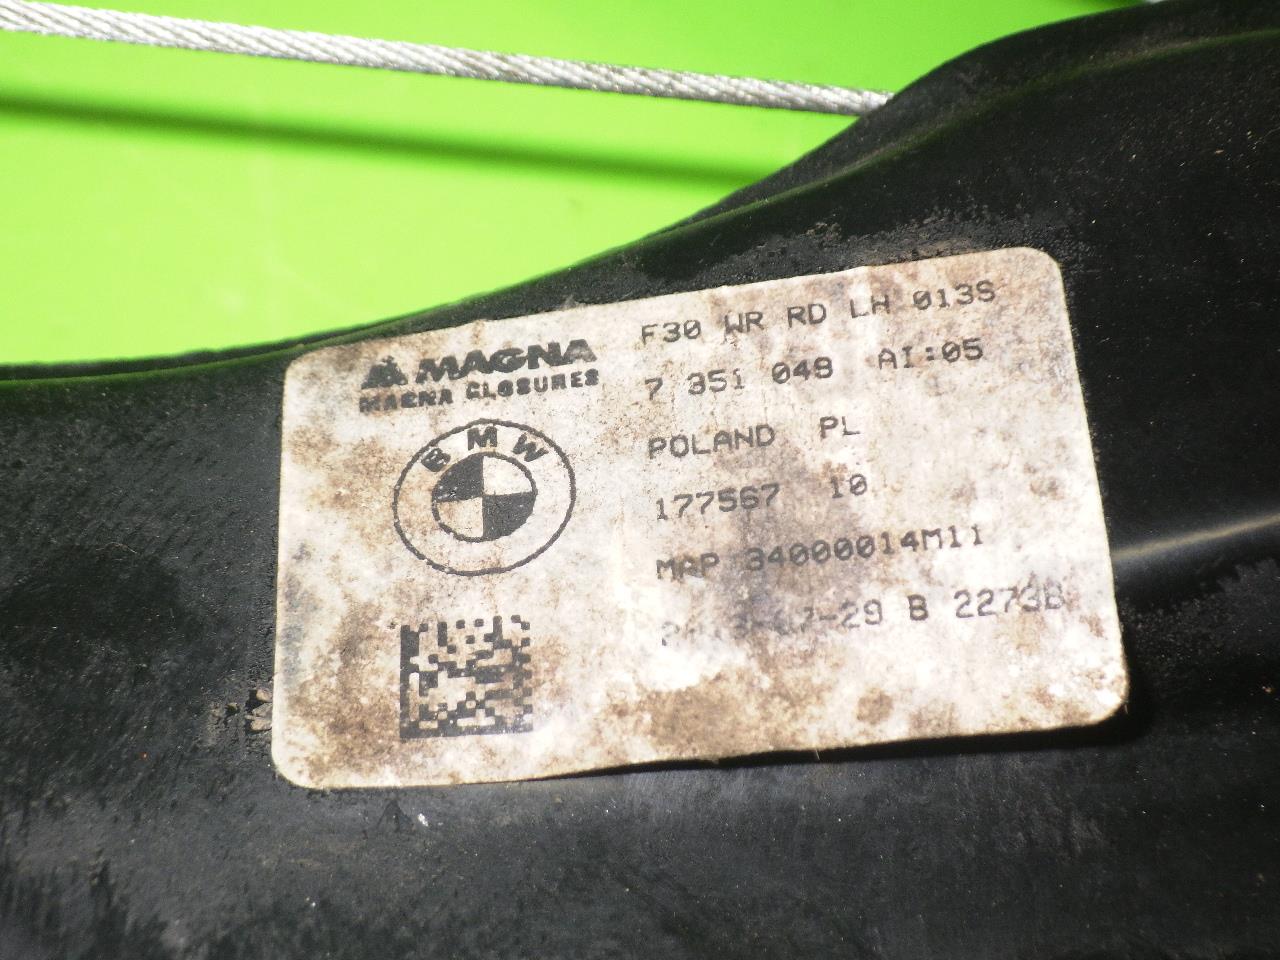 MAGNA
MAGNA CLOSURES
BMW
F30 WR RD LH 013S
7 351 049 AI:05
POLAND PL
177567 10
MAP 34000014M11
B 22738